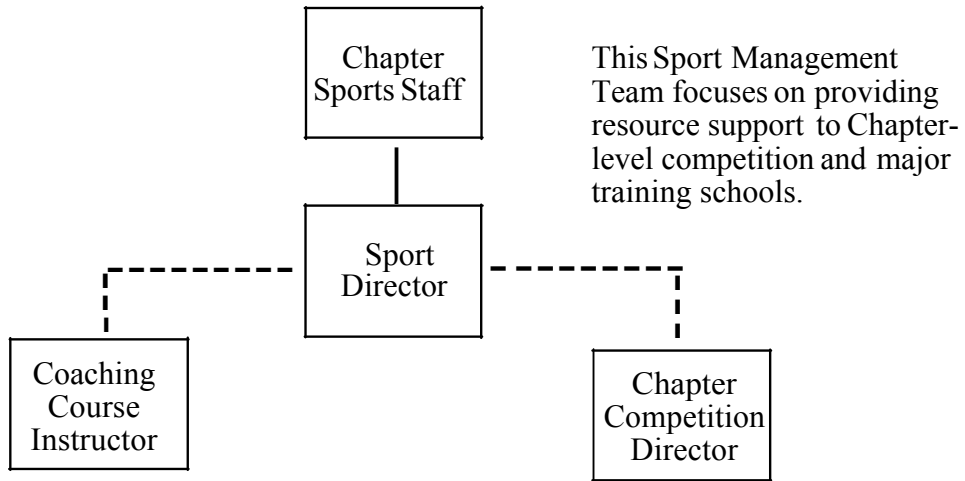 Chapter
Sports Staff
This Sport Management
Team focuses on providing
resource support to Chapter-
level competition and major
training schools.
Sport
Director
Coaching
Course
Instructor
Chapter
Competition
Director